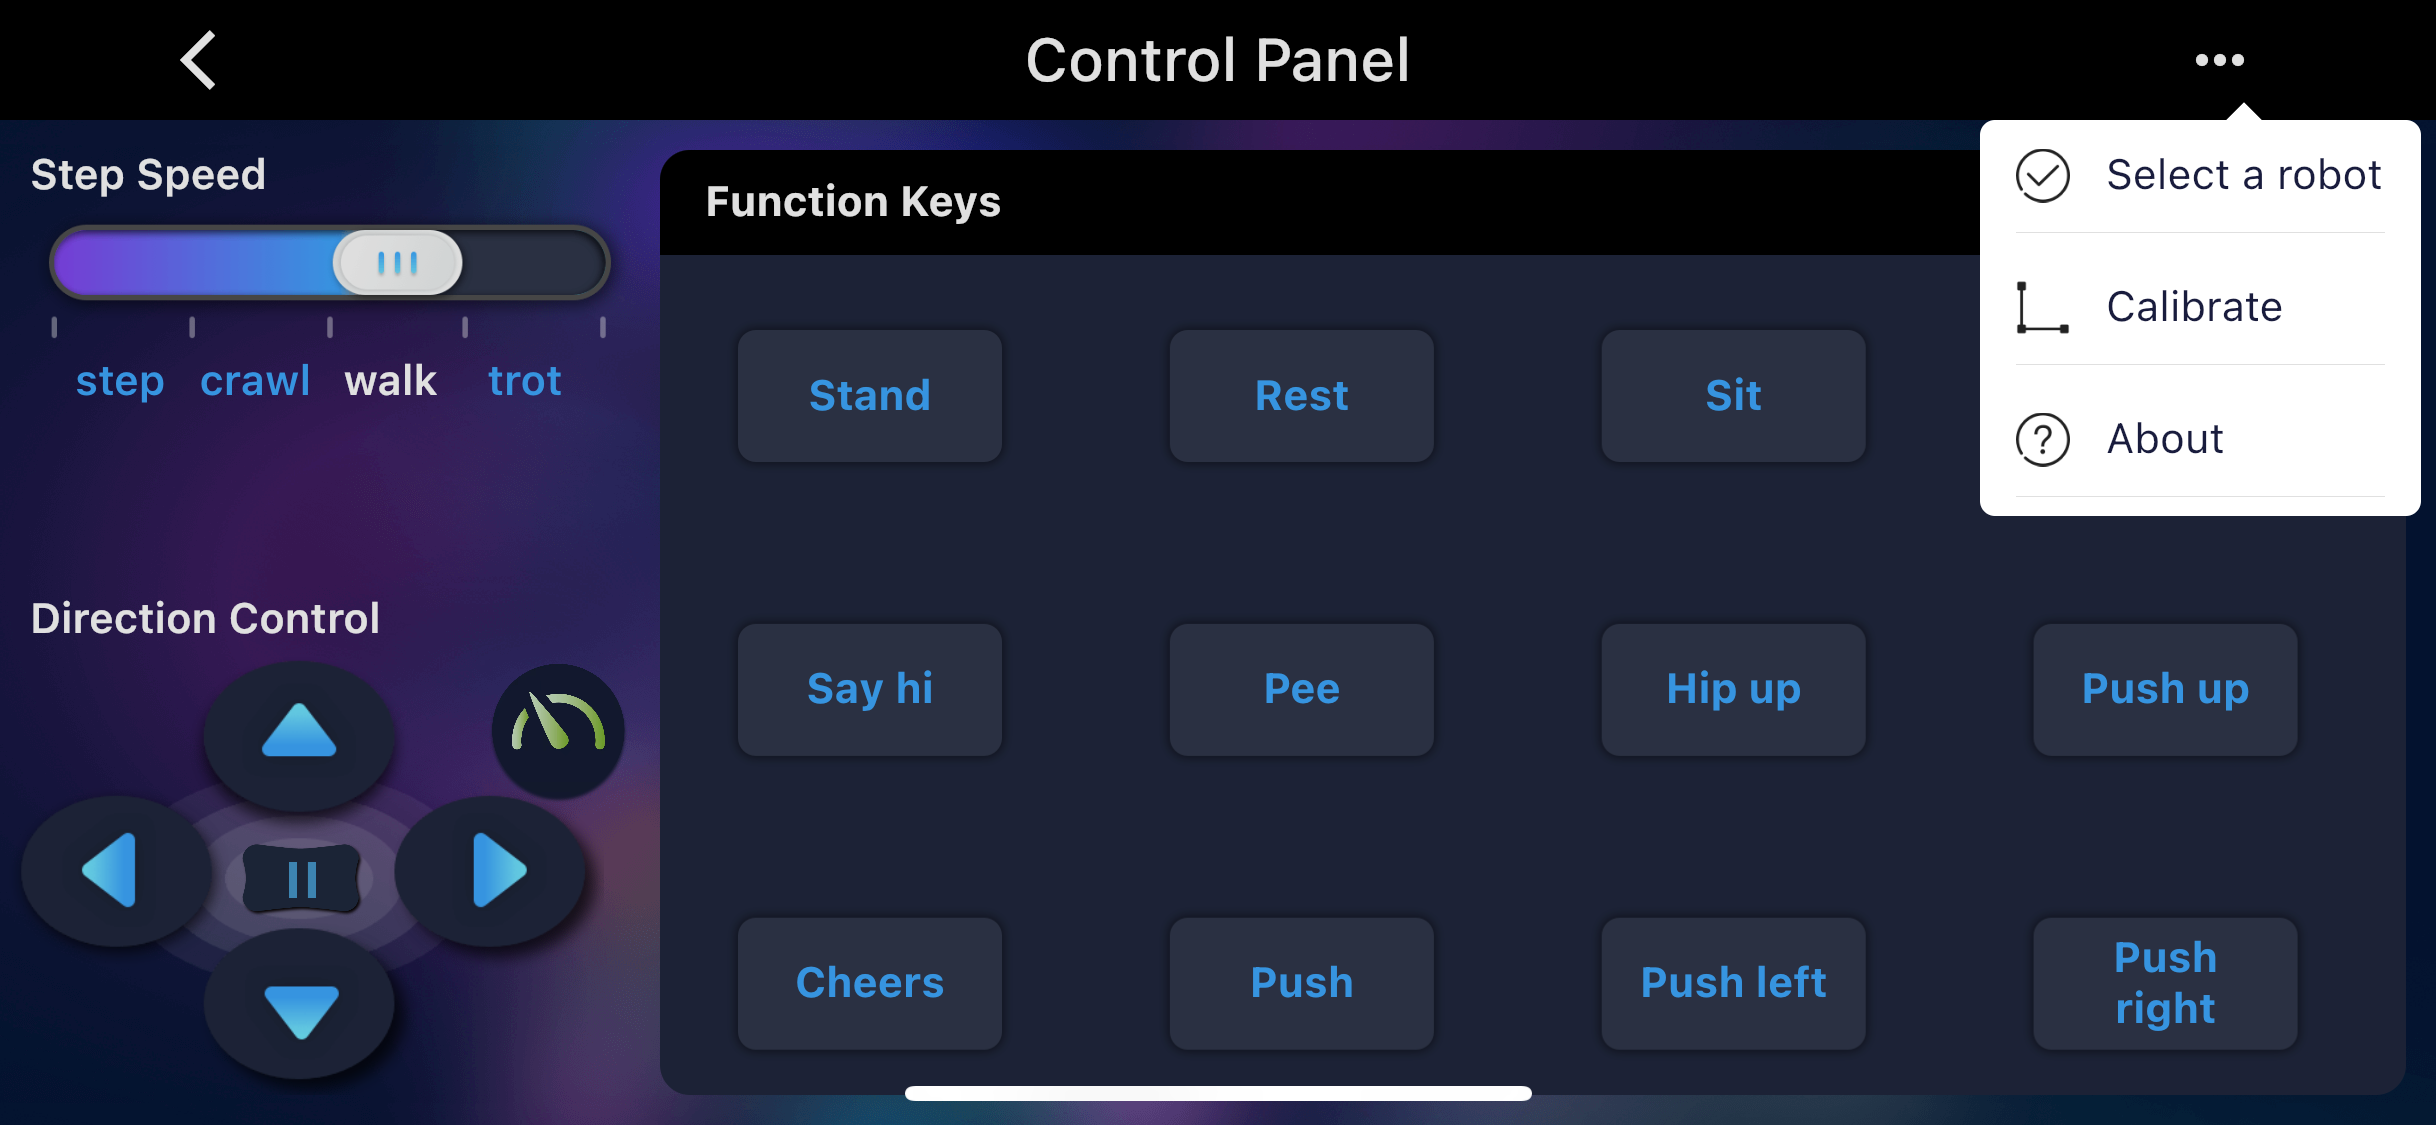 Control Panel
Step Speed
step crawl walk trot
Direction Control
Function Keys
Stand Rest Sit
Say hi Pee Hip up Push up
Cheers Push Push left Push
right
Select a robot
Calibrate
About